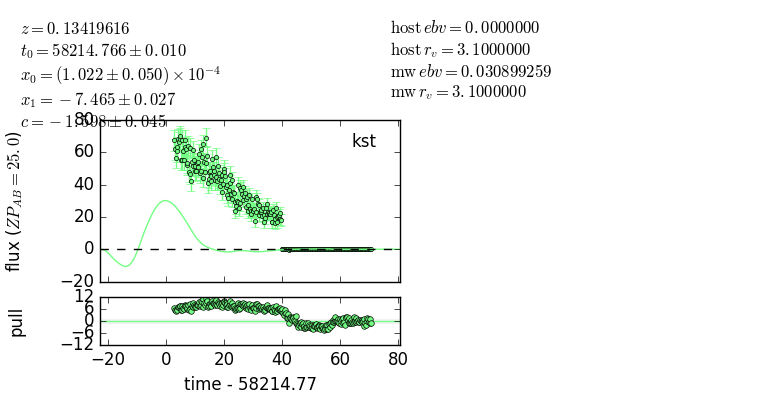 z = 0.13419616
t0 = 58214.766 ± 0.010
x0 = (1.022 ± 0.050) × 10^-4
x1 = −7.465 ± 0.027
host ebv = 0.0000000
host rv = 3.1000000
mw ebv = 0.030899259
mw rv = 3.1000000
kst
flux (ZP_AB = 25.0)
80
60
40
20
0
−20
pull
12
6
0
−6
−12
−20 0 20 40 60 80
time - 58214.77